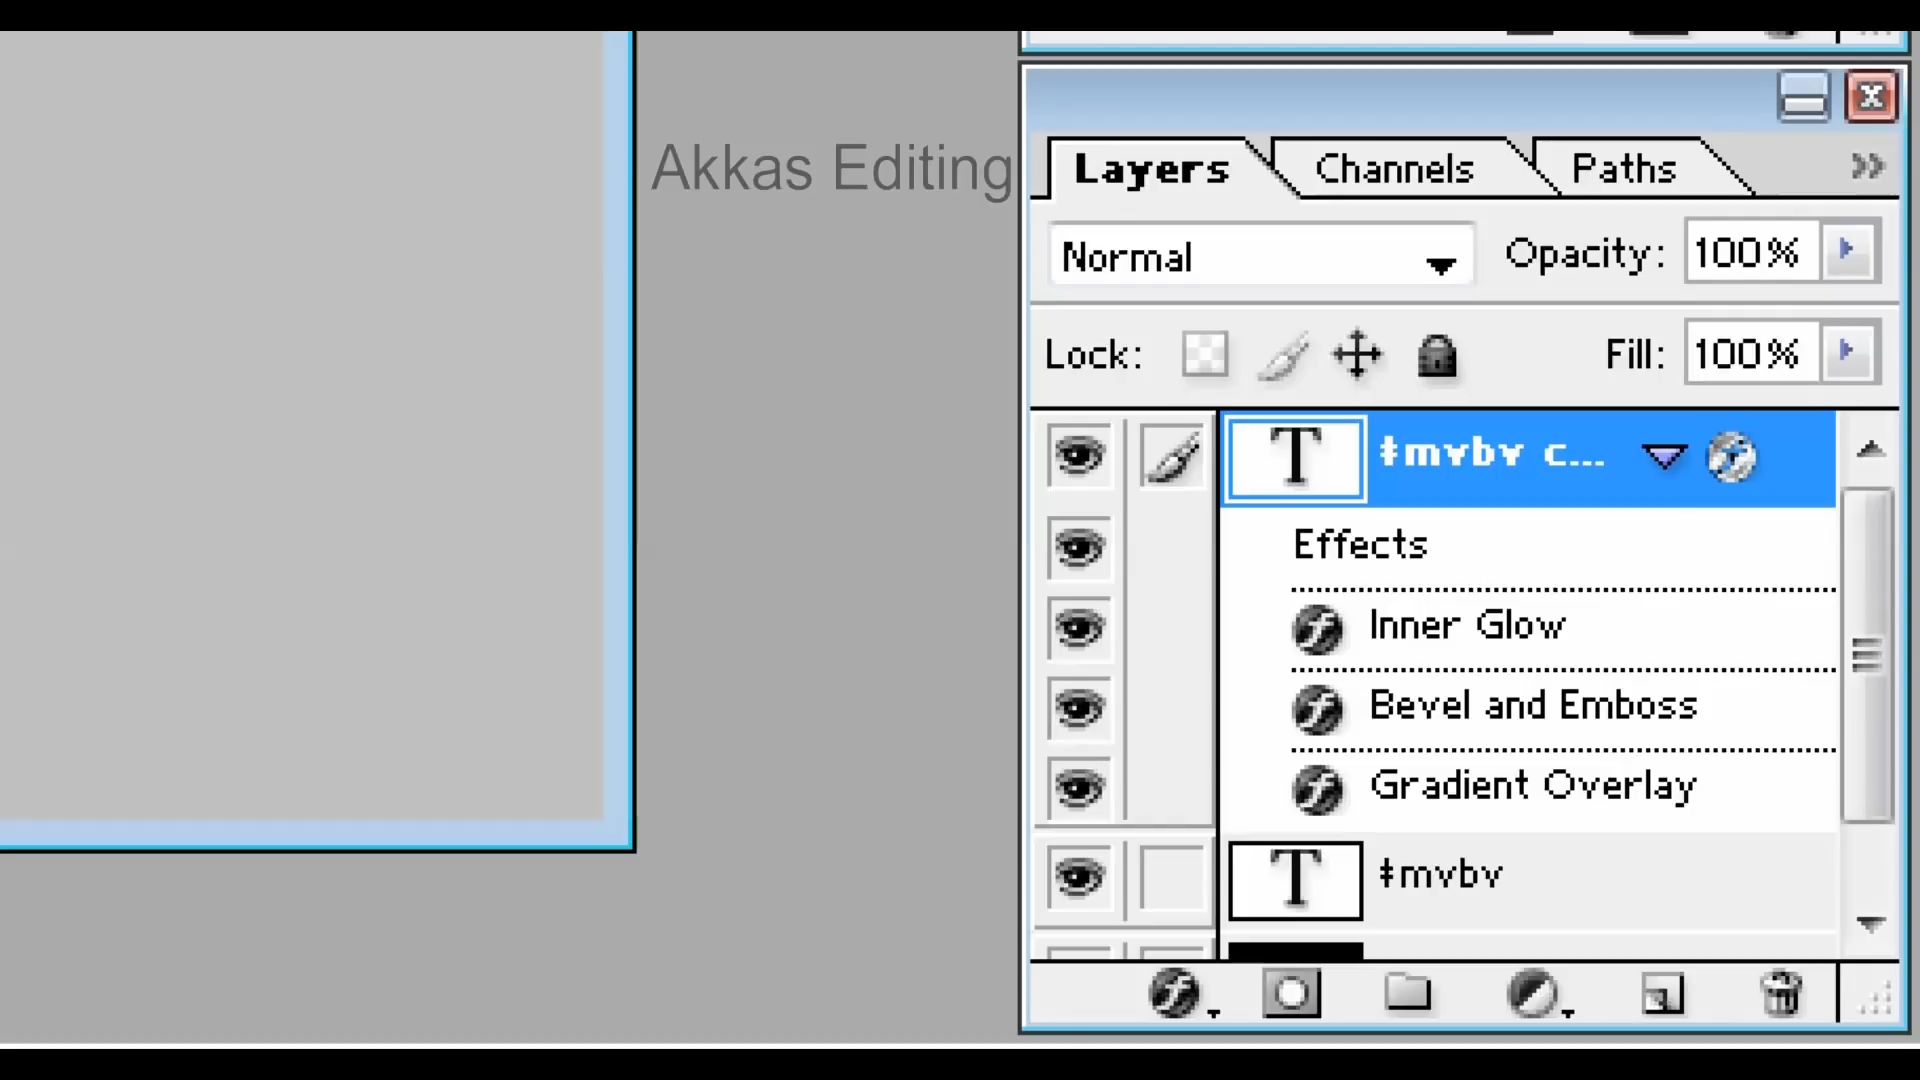 Akkas Editing
Layers Channels Paths
Normal Opacity: 100%
Lock: Fill: 100%
T ‡mvbv c...
Effects
Inner Glow
Bevel and Emboss
Gradient Overlay
T ‡mvbv